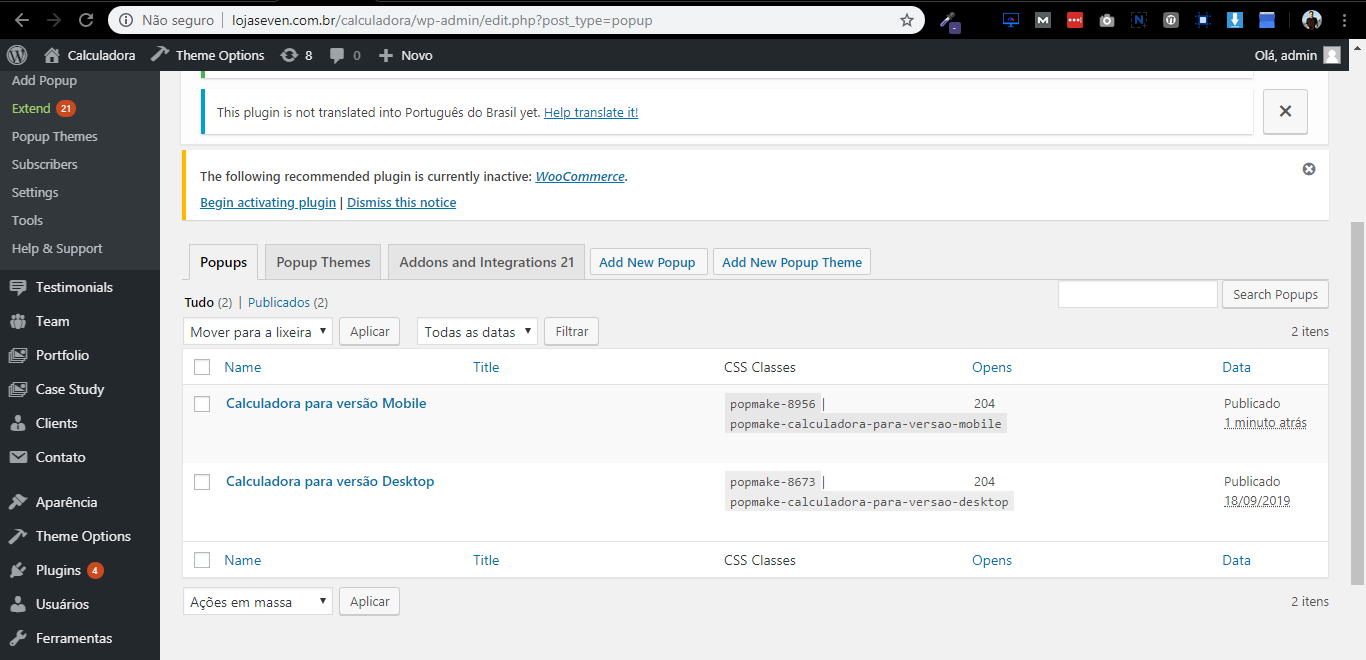 Não seguro | lojaseven.com.br/calculadora/wp-admin/edit.php?post_type=popup
Calculadora Theme Options 8 0 Novo Olá, admin
Add Popup
Extend 21
Popup Themes
Subscribers
Settings
Tools
Help & Support
Testimonials
Team
Portfolio
Case Study
Clients
Contato
Aparência
Theme Options
Plugins 4
Usuários
Ferramentas
This plugin is not translated into Português do Brasil yet. Help translate it!
The following recommended plugin is currently inactive: WooCommerce.
Begin activating plugin | Dismiss this notice
Popups Popup Themes Addons and Integrations 21 Add New Popup Add New Popup Theme
Tudo (2) | Publicados (2) Search Popups
Mover para a lixeira Aplicar Todas as datas Filtrar 2 itens
Name Title CSS Classes Opens Data
Calculadora para versão Mobile popmake-8956 | 204 Publicado
popmake-calculadora-para-versao-mobile 1 minuto atrás
Calculadora para versão Desktop popmake-8673 | 204 Publicado
popmake-calculadora-para-versao-desktop 18/09/2019
Name Title CSS Classes Opens Data
Ações em massa Aplicar 2 itens